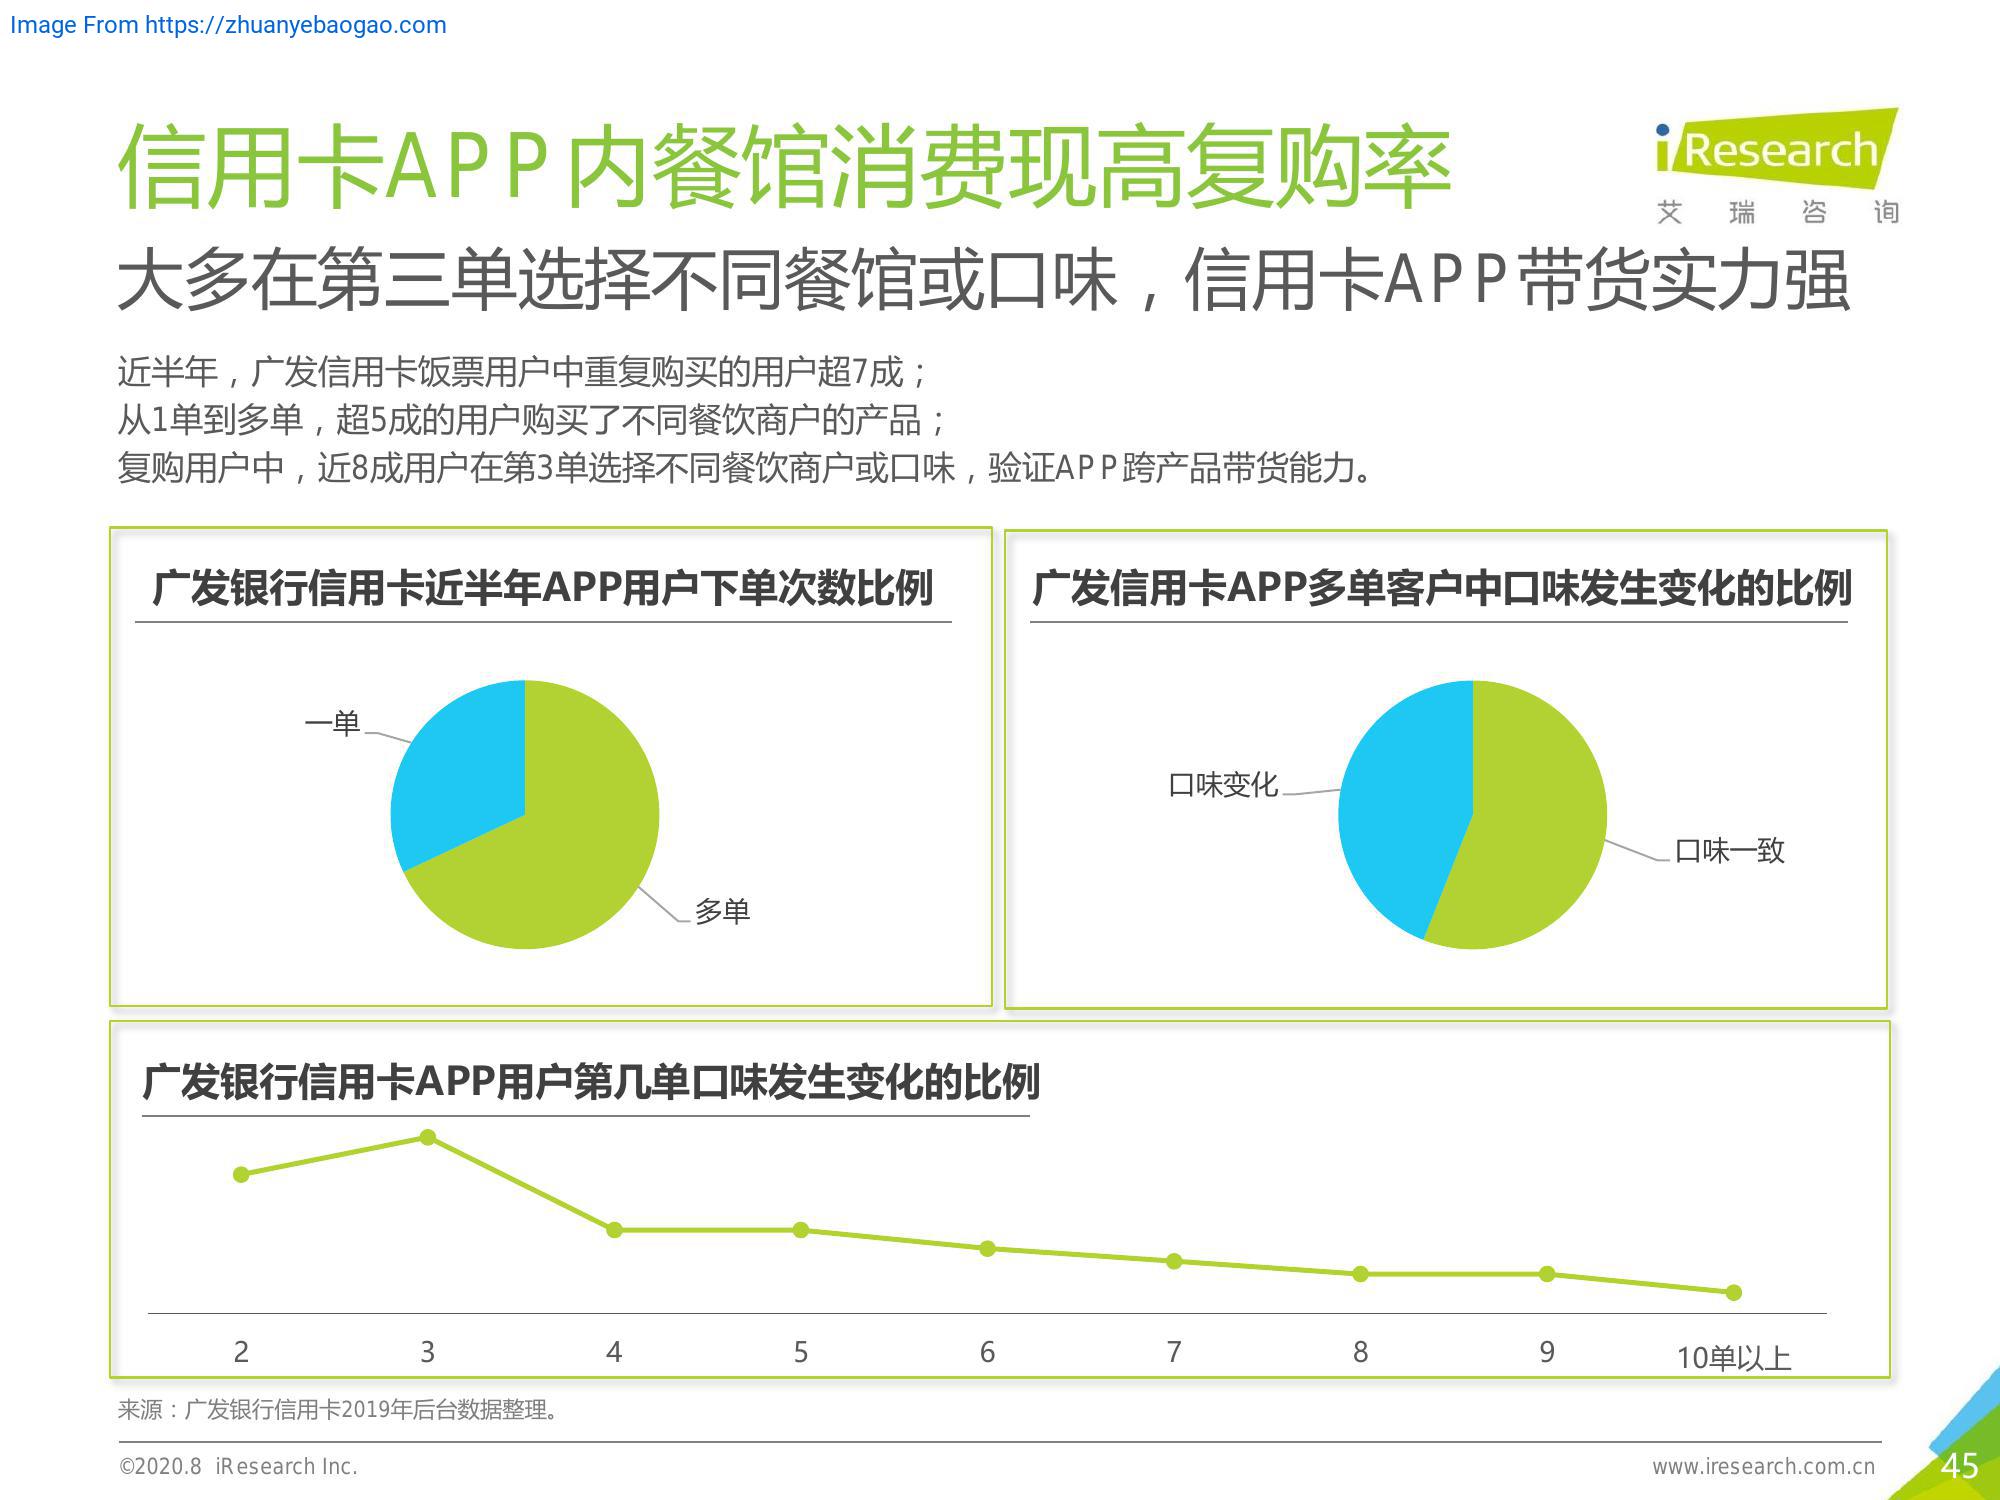 Image From https://zhuanyebaogao.com
信用卡APP内餐馆消费现高复购率
iResearch
艾瑞咨询
大多在第三单选择不同餐馆或口味，信用卡APP带货实力强
近半年，广发信用卡饭票用户中重复购买的用户超7成；
从1单到多单，超5成的用户购买了不同餐饮商户的产品；
复购用户中，近8成用户在第3单选择不同餐饮商户或口味，验证APP跨产品带货能力。
广发银行信用卡近半年APP用户下单次数比例
一单
多单
广发信用卡APP多单客户中口味发生变化的比例
口味变化
口味一致
广发银行信用卡APP用户第几单口味发生变化的比例
2 3 4 5 6 7 8 9 10单以上
来源：广发银行信用卡2019年后台数据整理。
©2020.8 iResearch Inc.
www.iresearch.com.cn
45